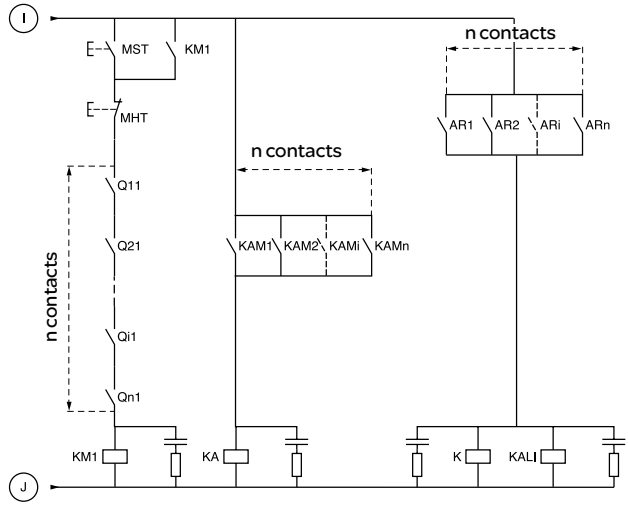 I
n contacts
MST
KM1
AR1
AR2
ARi
ARn
MHT
n contacts
Q11
n contacts
Q21
KAM1
KAM2
KAMi
KAMn
Qi1
Qn1
KM1
KA
K
KALI
J